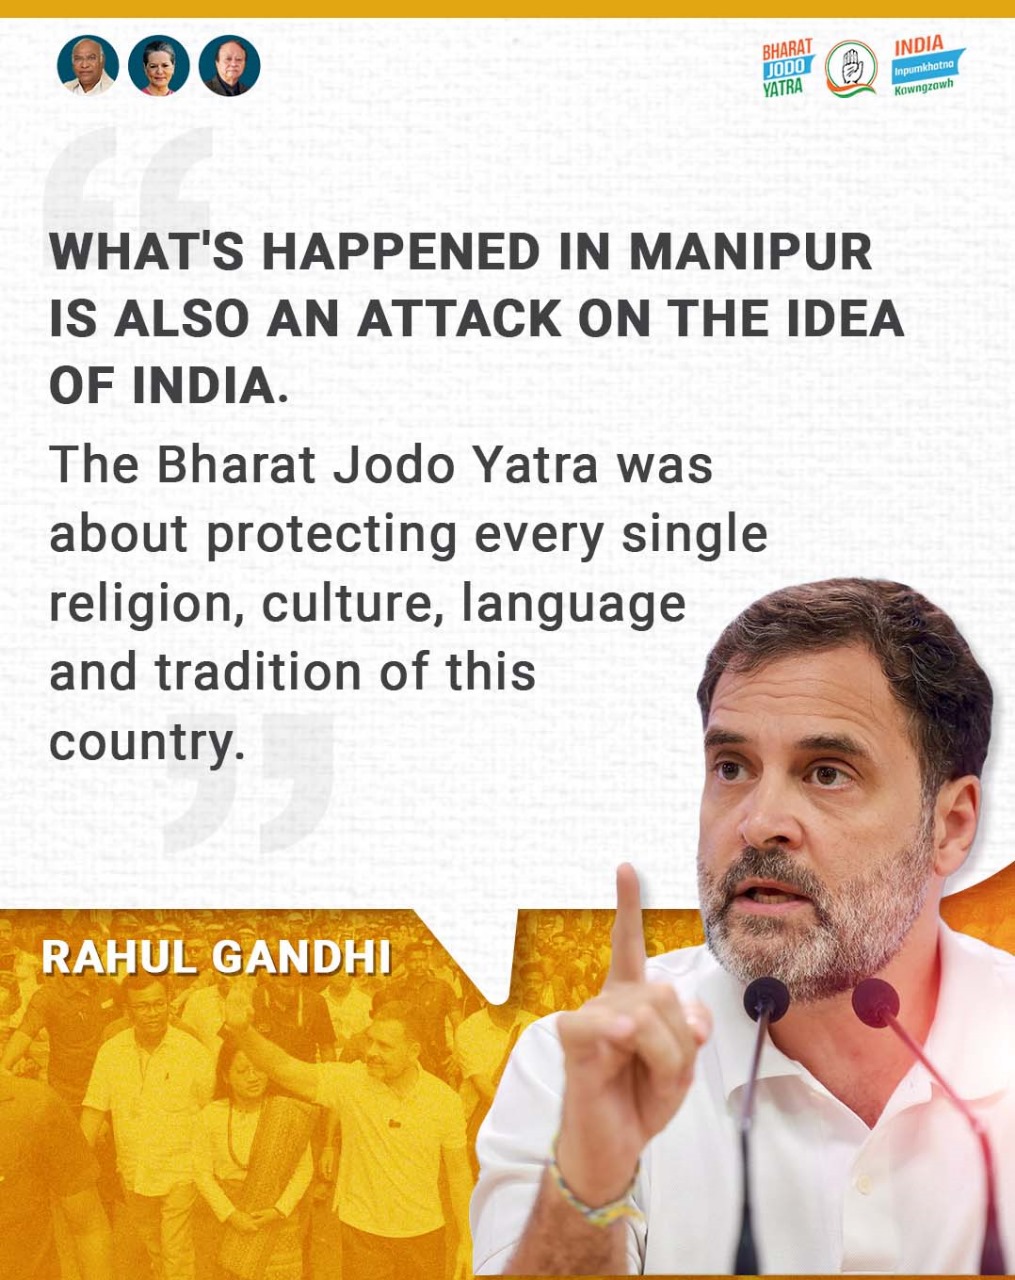 BHARAT
JODO
YATRA
INDIA
Inpumkhatna
Kawngzawh
WHAT'S HAPPENED IN MANIPUR
IS ALSO AN ATTACK ON THE IDEA
OF INDIA.
The Bharat Jodo Yatra was
about protecting every single
religion, culture, language
and tradition of this
country.
RAHUL GANDHI